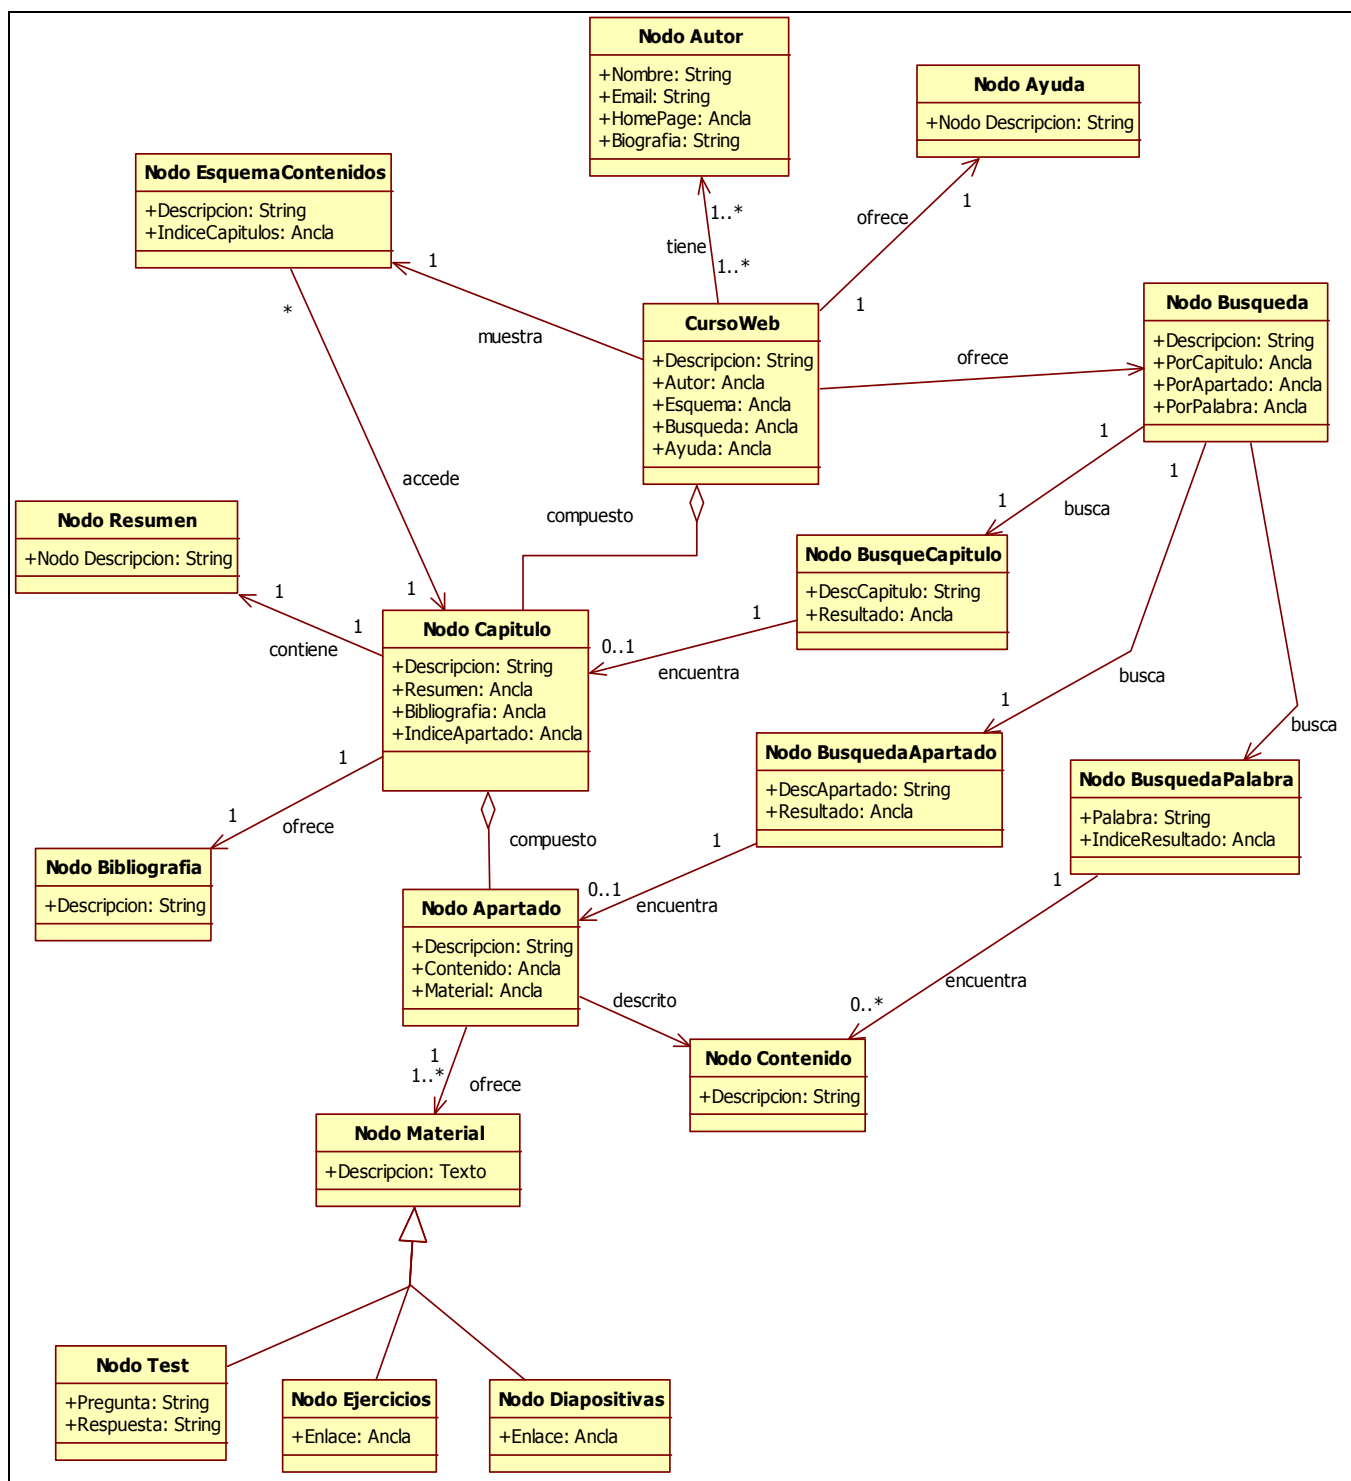 Nodo Autor
+Nombre: String
+Email: String
+HomePage: Ancla
+Biografia: String
Nodo Ayuda
+Nodo Descripcion: String
Nodo EsquemaContenidos
+Descripcion: String
+IndiceCapitulos: Ancla
1..*
tiene
1..*
ofrece
1
1
1
muestra
*
accede
1
CursoWeb
+Descripcion: String
+Autor: Ancla
+Esquema: Ancla
+Busqueda: Ancla
+Ayuda: Ancla
ofrece
Nodo Busqueda
+Descripcion: String
+PorCapitulo: Ancla
+PorApartado: Ancla
+PorPalabra: Ancla
compuesto
1
1
busca
1
busca
1
busca
Nodo Resumen
+Nodo Descripcion: String
1
1
contiene
Nodo BusqueCapitulo
+DescCapitulo: String
+Resultado: Ancla
Nodo Capitulo
+Descripcion: String
+Resumen: Ancla
+Bibliografia: Ancla
+IndiceApartado: Ancla
1
0..1
encuentra
1
1
ofrece
Nodo BusquedaApartado
+DescApartado: String
+Resultado: Ancla
Nodo BusquedaPalabra
+Palabra: String
+IndiceResultado: Ancla
compuesto
Nodo Bibliografia
+Descripcion: String
1
0..1
encuentra
1
encuentra
0..*
Nodo Apartado
+Descripcion: String
+Contenido: Ancla
+Material: Ancla
descrito
Nodo Contenido
+Descripcion: String
1
1..*
ofrece
Nodo Material
+Descripcion: Texto
Nodo Test
+Pregunta: String
+Respuesta: String
Nodo Ejercicios
+Enlace: Ancla
Nodo Diapositivas
+Enlace: Ancla